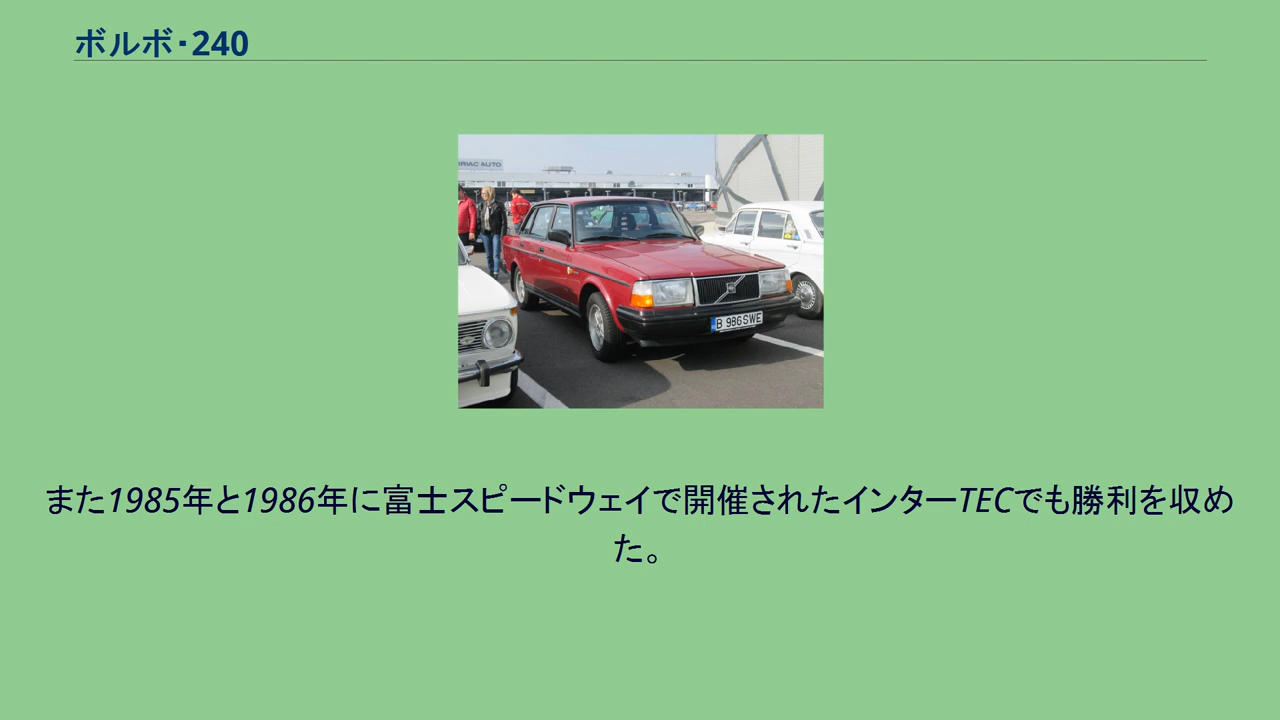 ボルボ・240
RIAC AUTO
B 986 SWE
また1985年と1986年に富士スピードウェイで開催されたインターTECでも勝利を収め
た。